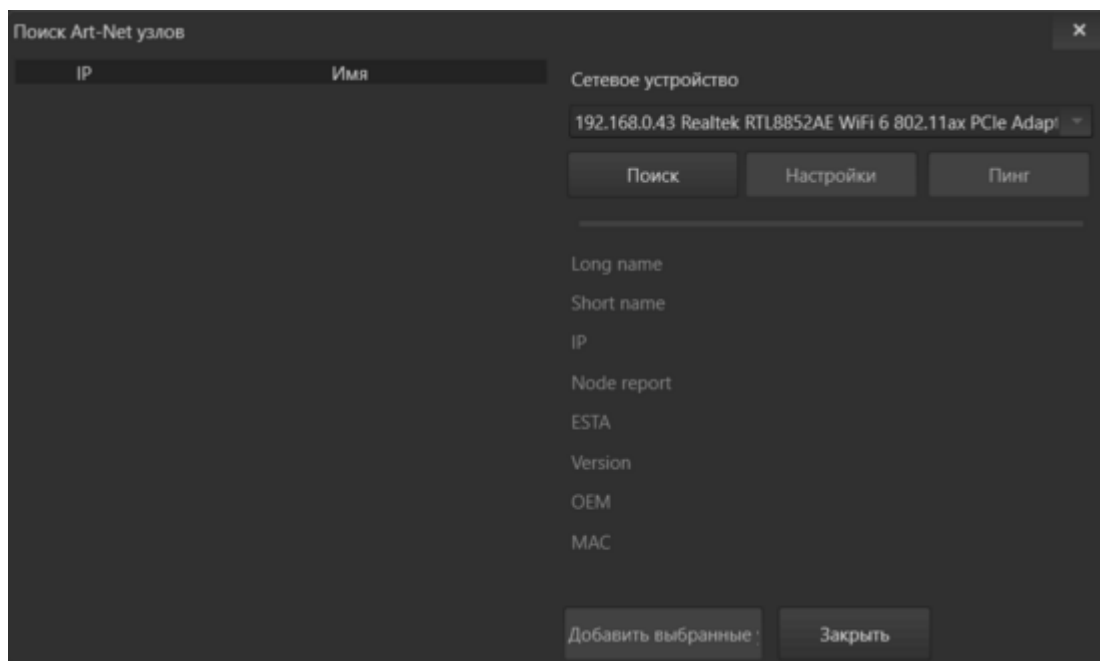 Поиск Art-Net узлов
IP Имя
Сетевое устройство
192.168.0.43 Realtek RTL8852AE WiFi 6 802.11ax PCIe Adapt
Поиск Настройки Пинг
Long name
Short name
IP
Node report
ESTA
Version
OEM
MAC
Добавить выбранные Закрыть